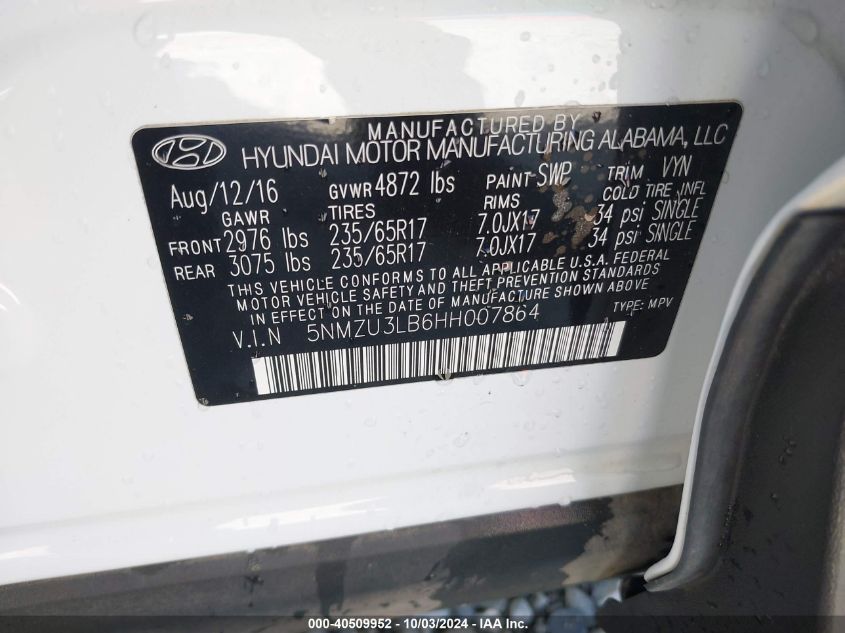 MANUFACTURED BY
HYUNDAI MOTOR MANUFACTURING ALABAMA, LLC
Aug/12/16 GVWR 4872 lbs PAINT SWP TRIM VYN
GAWR TIRES RIMS COLD TIRE INFL
FRONT 2976 lbs 235/65R17 7.0JX17 34 psi SINGLE
REAR 3075 lbs 235/65R17 7.0JX17 34 psi SINGLE
THIS VEHICLE CONFORMS TO ALL APPLICABLE U.S.A. FEDERAL
MOTOR VEHICLE SAFETY AND THEFT PREVENTION STANDARDS
IN EFFECT ON THE DATE OF MANUFACTURE SHOWN ABOVE
V.I.N 5NMZU3LB6HH007864 TYPE: MPV
000-40509952 - 10/03/2024 - IAA Inc.